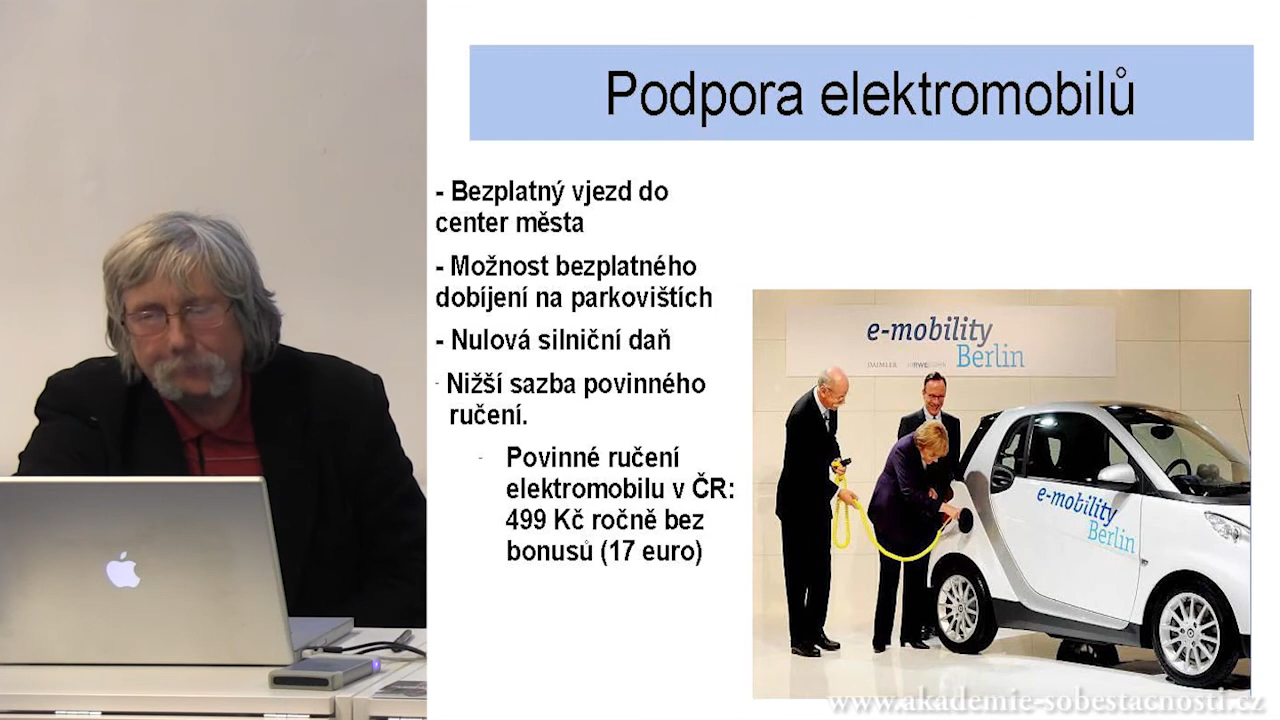 Podpora elektromobilů
- Bezplatný vjezd do
center města
- Možnost bezplatného
dobíjení na parkovištích
- Nulová silniční daň
- Nižší sazba povinného
ručení.
- Povinné ručení
elektromobilu v ČR:
499 Kč ročně bez
bonusů (17 euro)
e-mobility
Berlin
DAIMLER
e-mobility
Berlin
www.akademie-sobestacnosti.cz